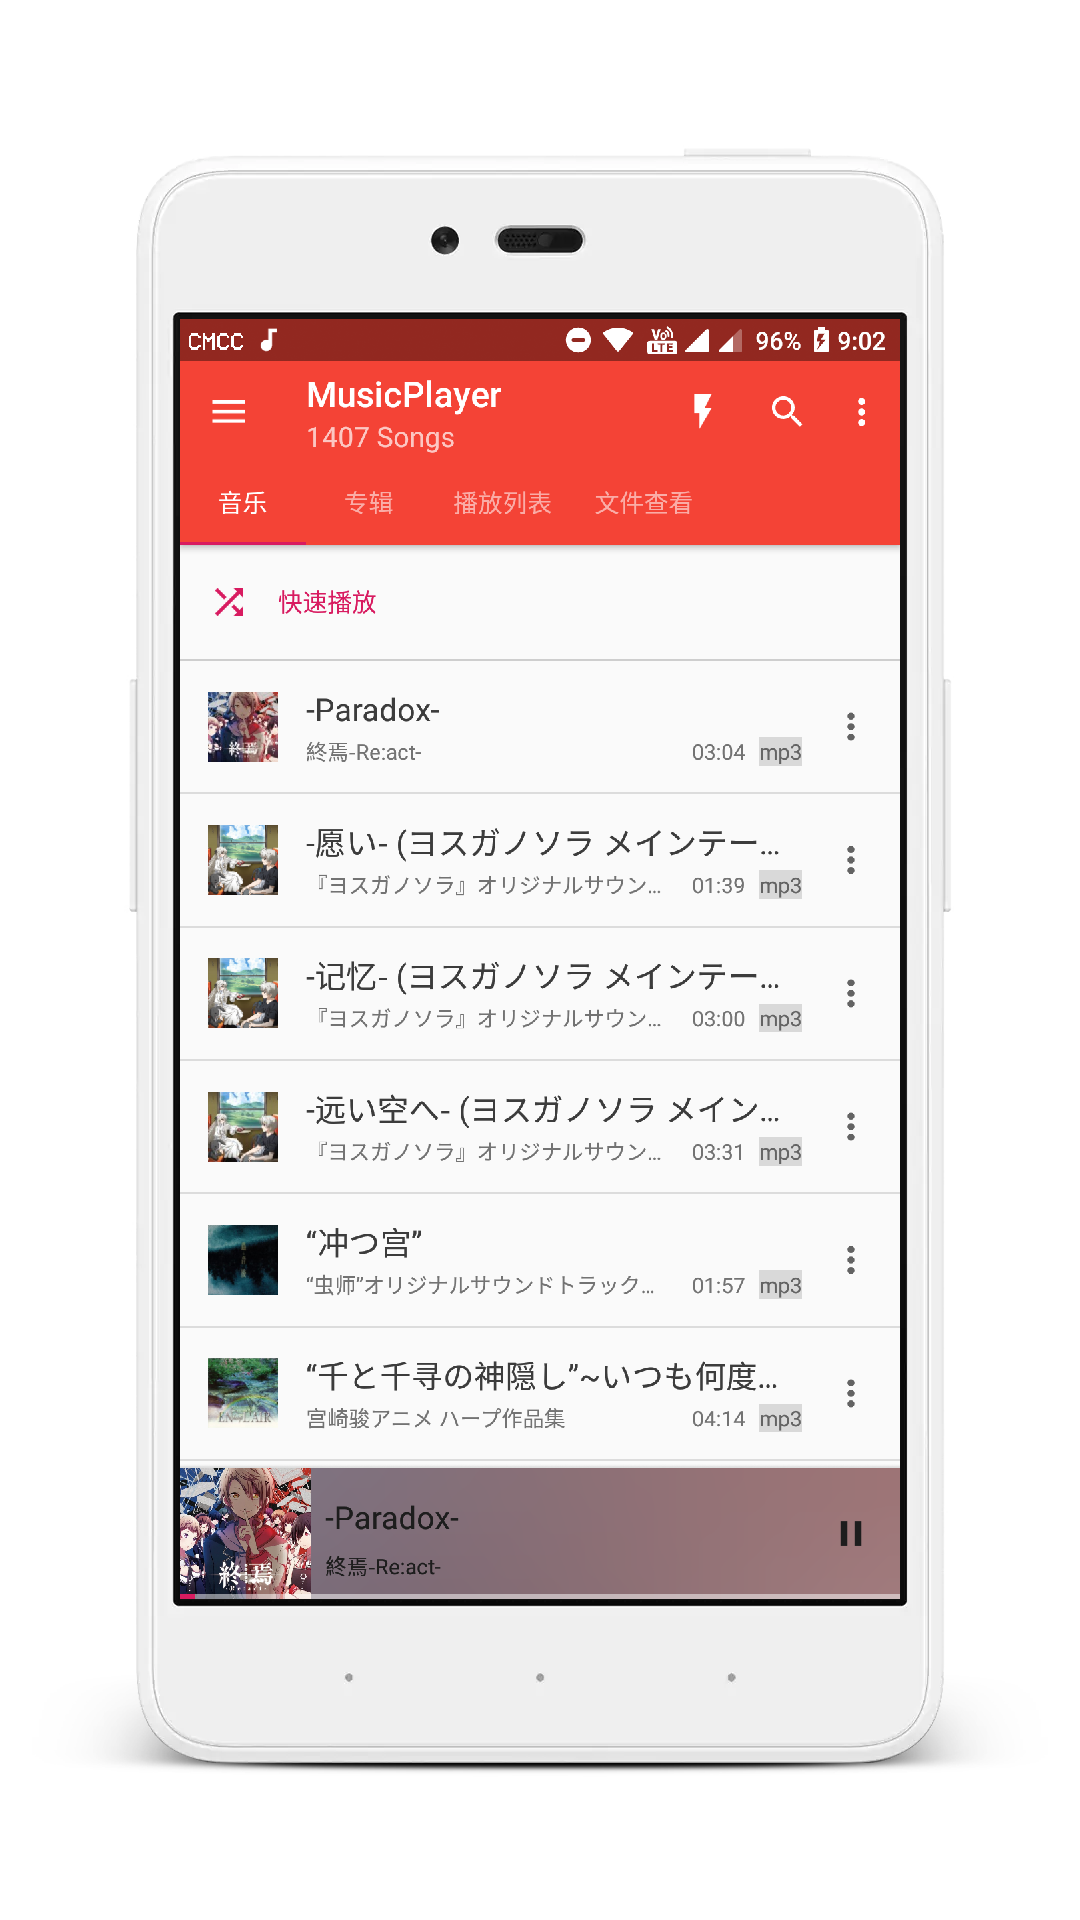 CMCC
Vo))
LTE
96%
9:02
MusicPlayer
1407 Songs
音乐
专辑
播放列表
文件查看
快速播放
-Paradox-
終焉-Re:act-
03:04
mp3
終焉
-愿い- (ヨスガノソラ メインテー...
『ヨスガノソラ』オリジナルサウン...
01:39
mp3
-记忆- (ヨスガノソラ メインテー...
『ヨスガノソラ』オリジナルサウン...
03:00
mp3
-远い空へ- (ヨスガノソラ メイン...
『ヨスガノソラ』オリジナルサウン...
03:31
mp3
“冲つ宫”
“虫师”オリジナルサウンドトラック...
01:57
mp3
“千と千寻の神隠し”~いつも何度...
宮崎駿アニメ ハープ作品集
04:14
mp3
終焉
-Paradox-
終焉-Re:act-